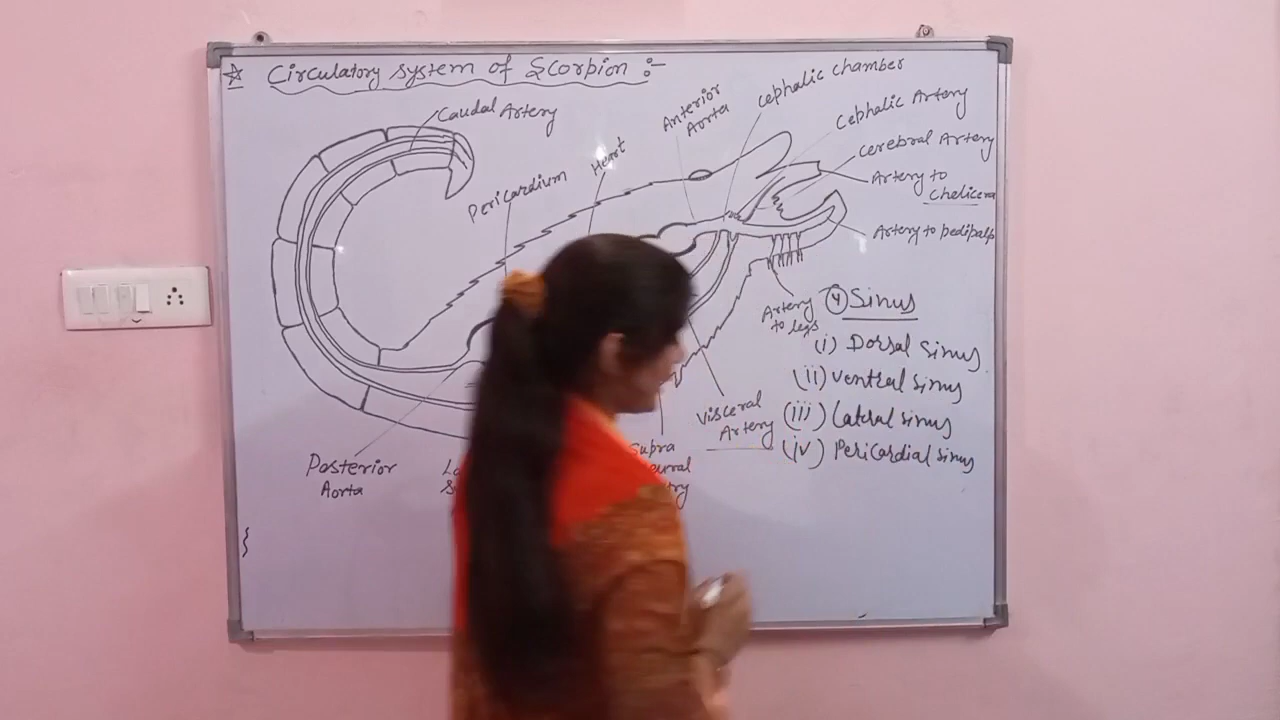 ☆ Circulatory system of Scorpion :-
Caudal Artery
Pericardium
Heart
Anterior
Aorta
cephalic chamber
cephalic Artery
cerebral Artery
Artery to
chelicera
Artery to pedipalp
Artery
to legs
④ Sinus
(i) Dorsal sinus
(ii) ventral sinus
(iii) Lateral sinus
(iv) Pericardial sinus
Visceral
Artery
Supra
Posterior
Aorta